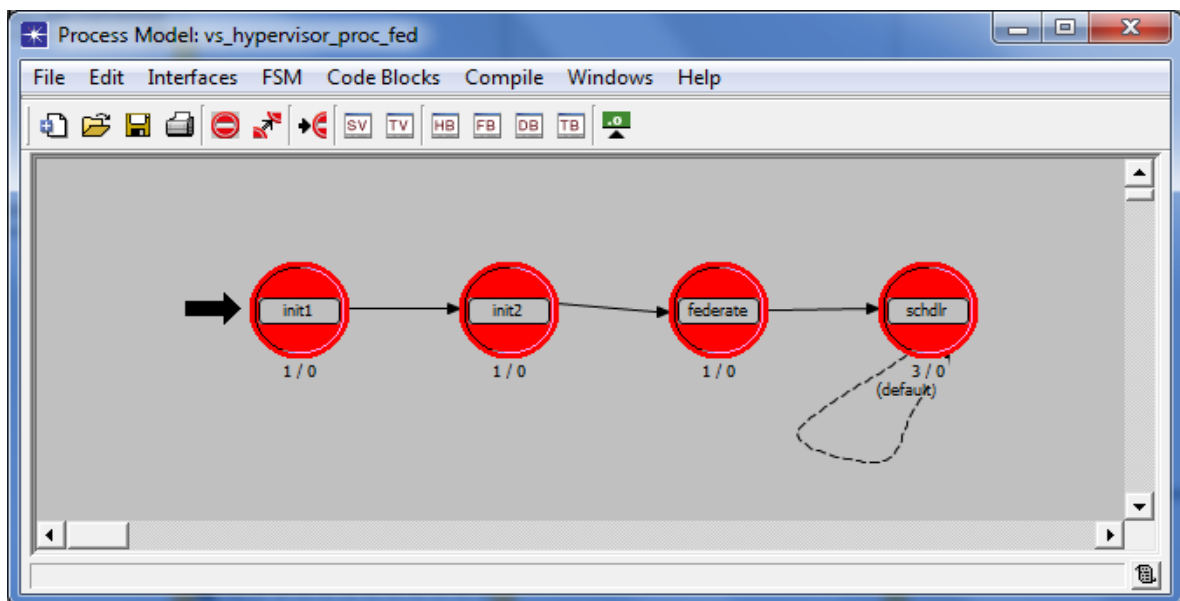 Process Model: vs_hypervisor_proc_fed
File Edit Interfaces FSM Code Blocks Compile Windows Help
SV TV HB FB DB TB .0
init1 init2 federate schdlr
1 / 0 1 / 0 1 / 0 3 / 0
(default)